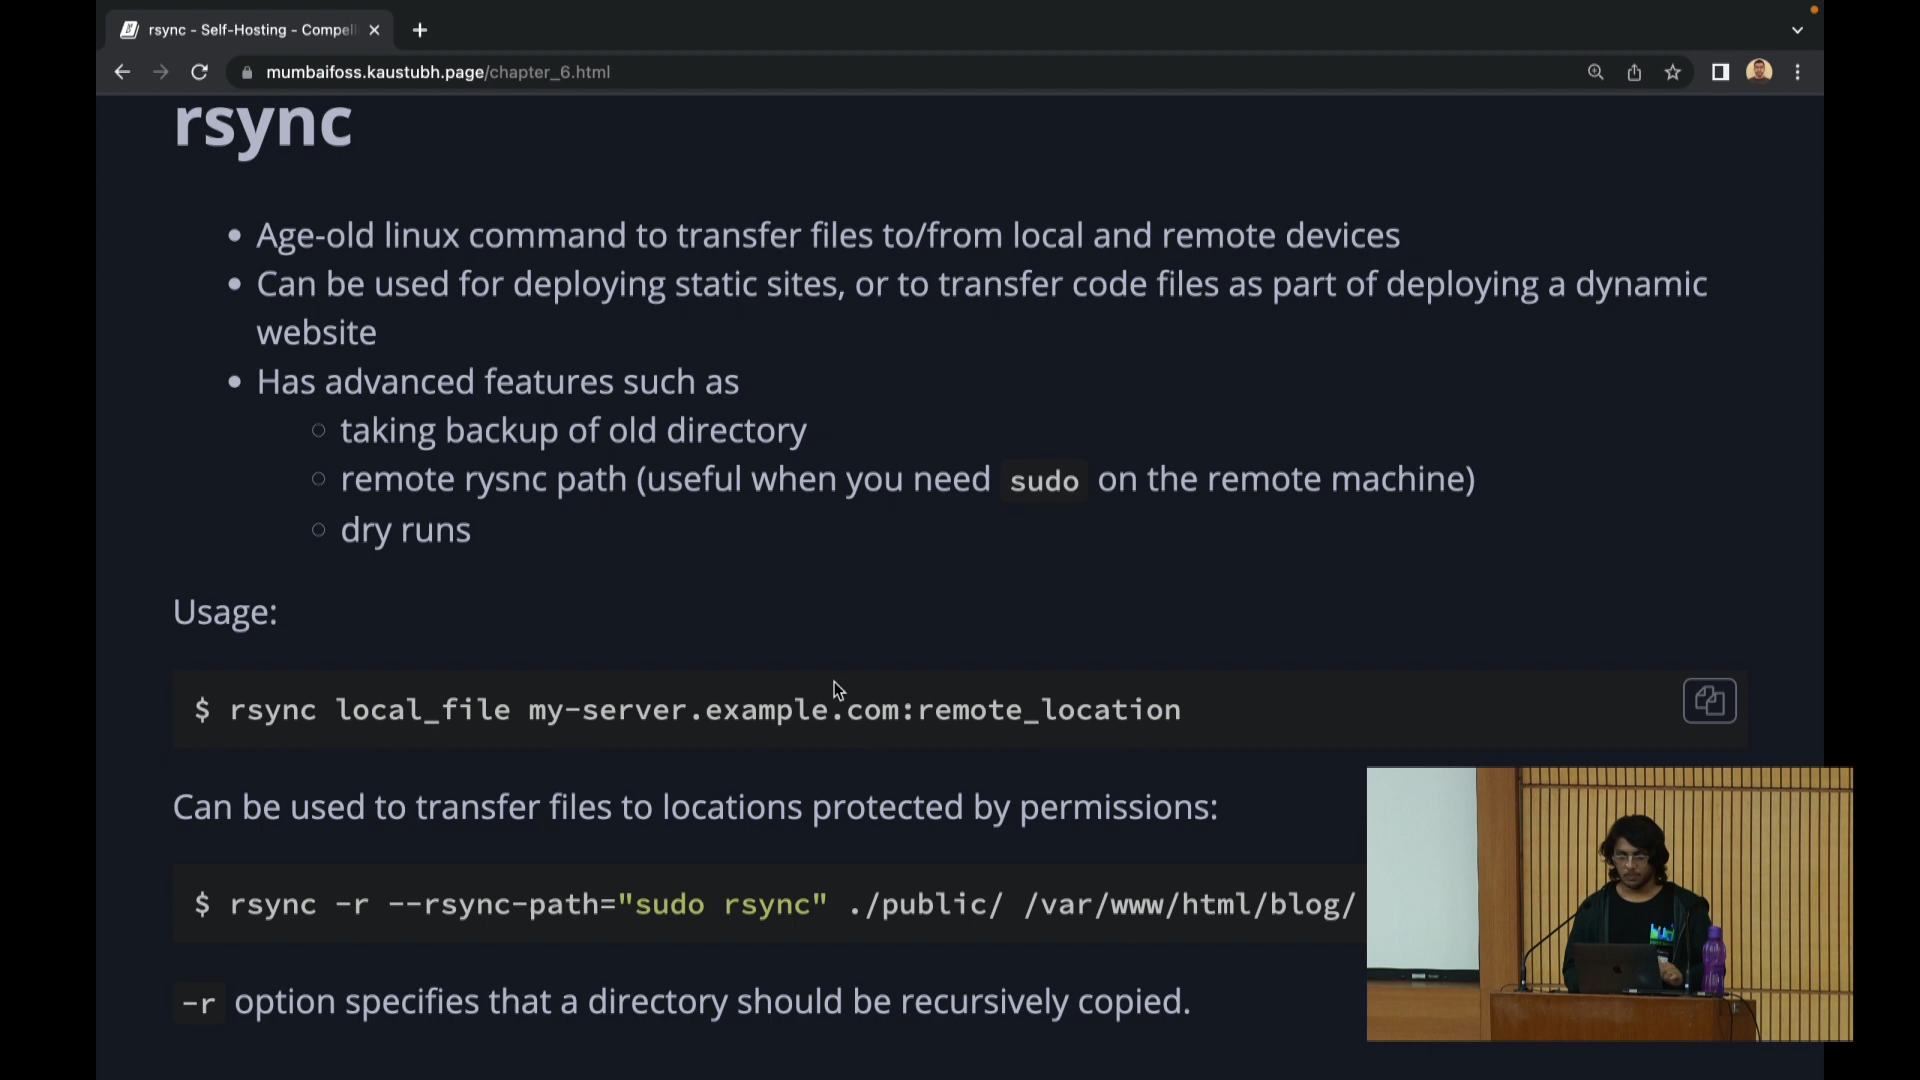 rsync - Self-Hosting - Compell
mumbaifoss.kaustubh.page/chapter_6.html
rsync
• Age-old linux command to transfer files to/from local and remote devices
• Can be used for deploying static sites, or to transfer code files as part of deploying a dynamic
website
• Has advanced features such as
○ taking backup of old directory
○ remote rysnc path (useful when you need sudo on the remote machine)
○ dry runs
Usage:
$ rsync local_file my-server.example.com:remote_location
Can be used to transfer files to locations protected by permissions:
$ rsync -r --rsync-path="sudo rsync" ./public/ /var/www/html/blog/
-r option specifies that a directory should be recursively copied.